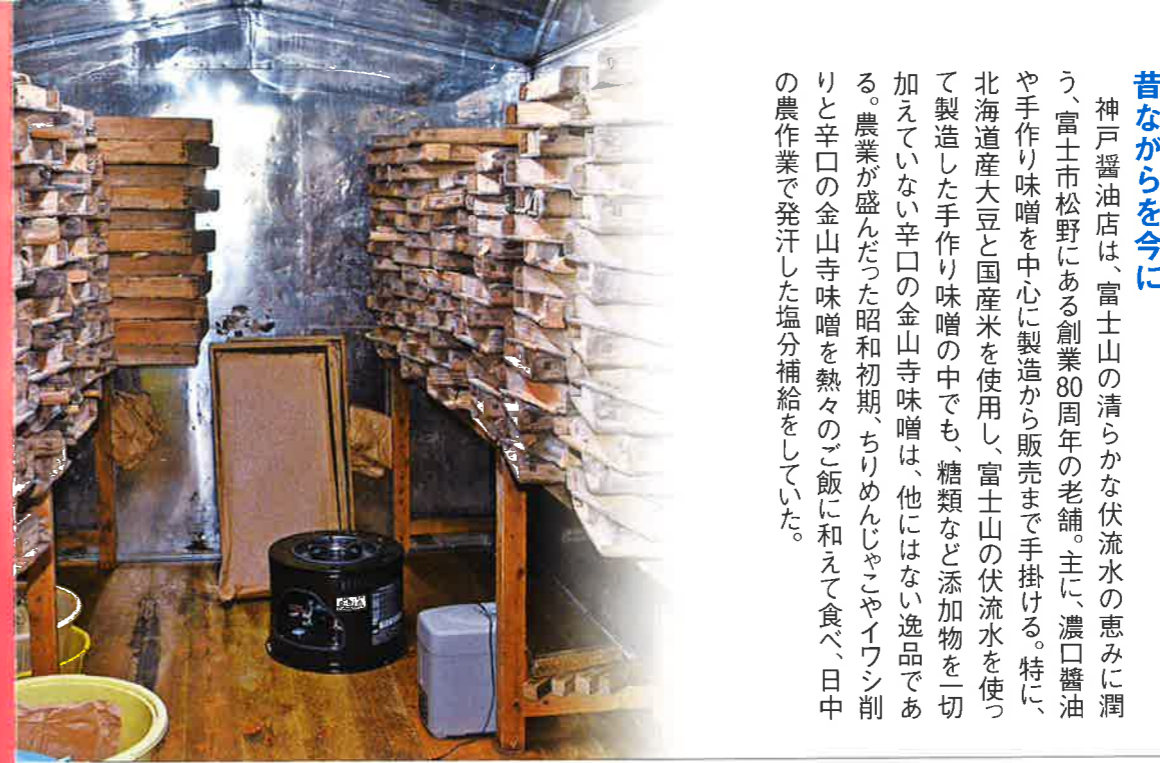 昔ながらを今に
神戸醤油店は、富士山の清らかな伏流水の恵みに潤
う、富士市松野にある創業80周年の老舗。主に、濃口醬油
や手作り味噌を中心に製造から販売まで手掛ける。特に、
北海道産大豆と国産米を使用し、富士山の伏流水を使っ
て製造した手作り味噌の中でも、糖類など添加物を一切
加えていない辛口の金山寺味噌は、他にはない逸品であ
る。農業が盛んだった昭和初期、ちりめんじゃこやイワシ削
りと辛口の金山寺味噌を熱々のご飯に和えて食べ、日中
の農作業で発汗した塩分補給をしていた。